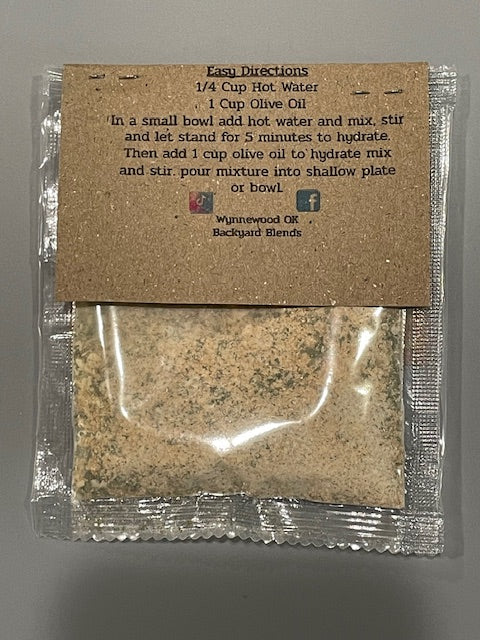 Easy Directions
1/4 Cup Hot Water
1 Cup Olive Oil
In a small bowl add hot water and mix, stir
and let stand for 5 minutes to hydrate.
Then add 1 cup olive oil to hydrate mix
and stir. pour mixture into shallow plate
or bowl.
f
Wynnewood OK
Backyard Blends